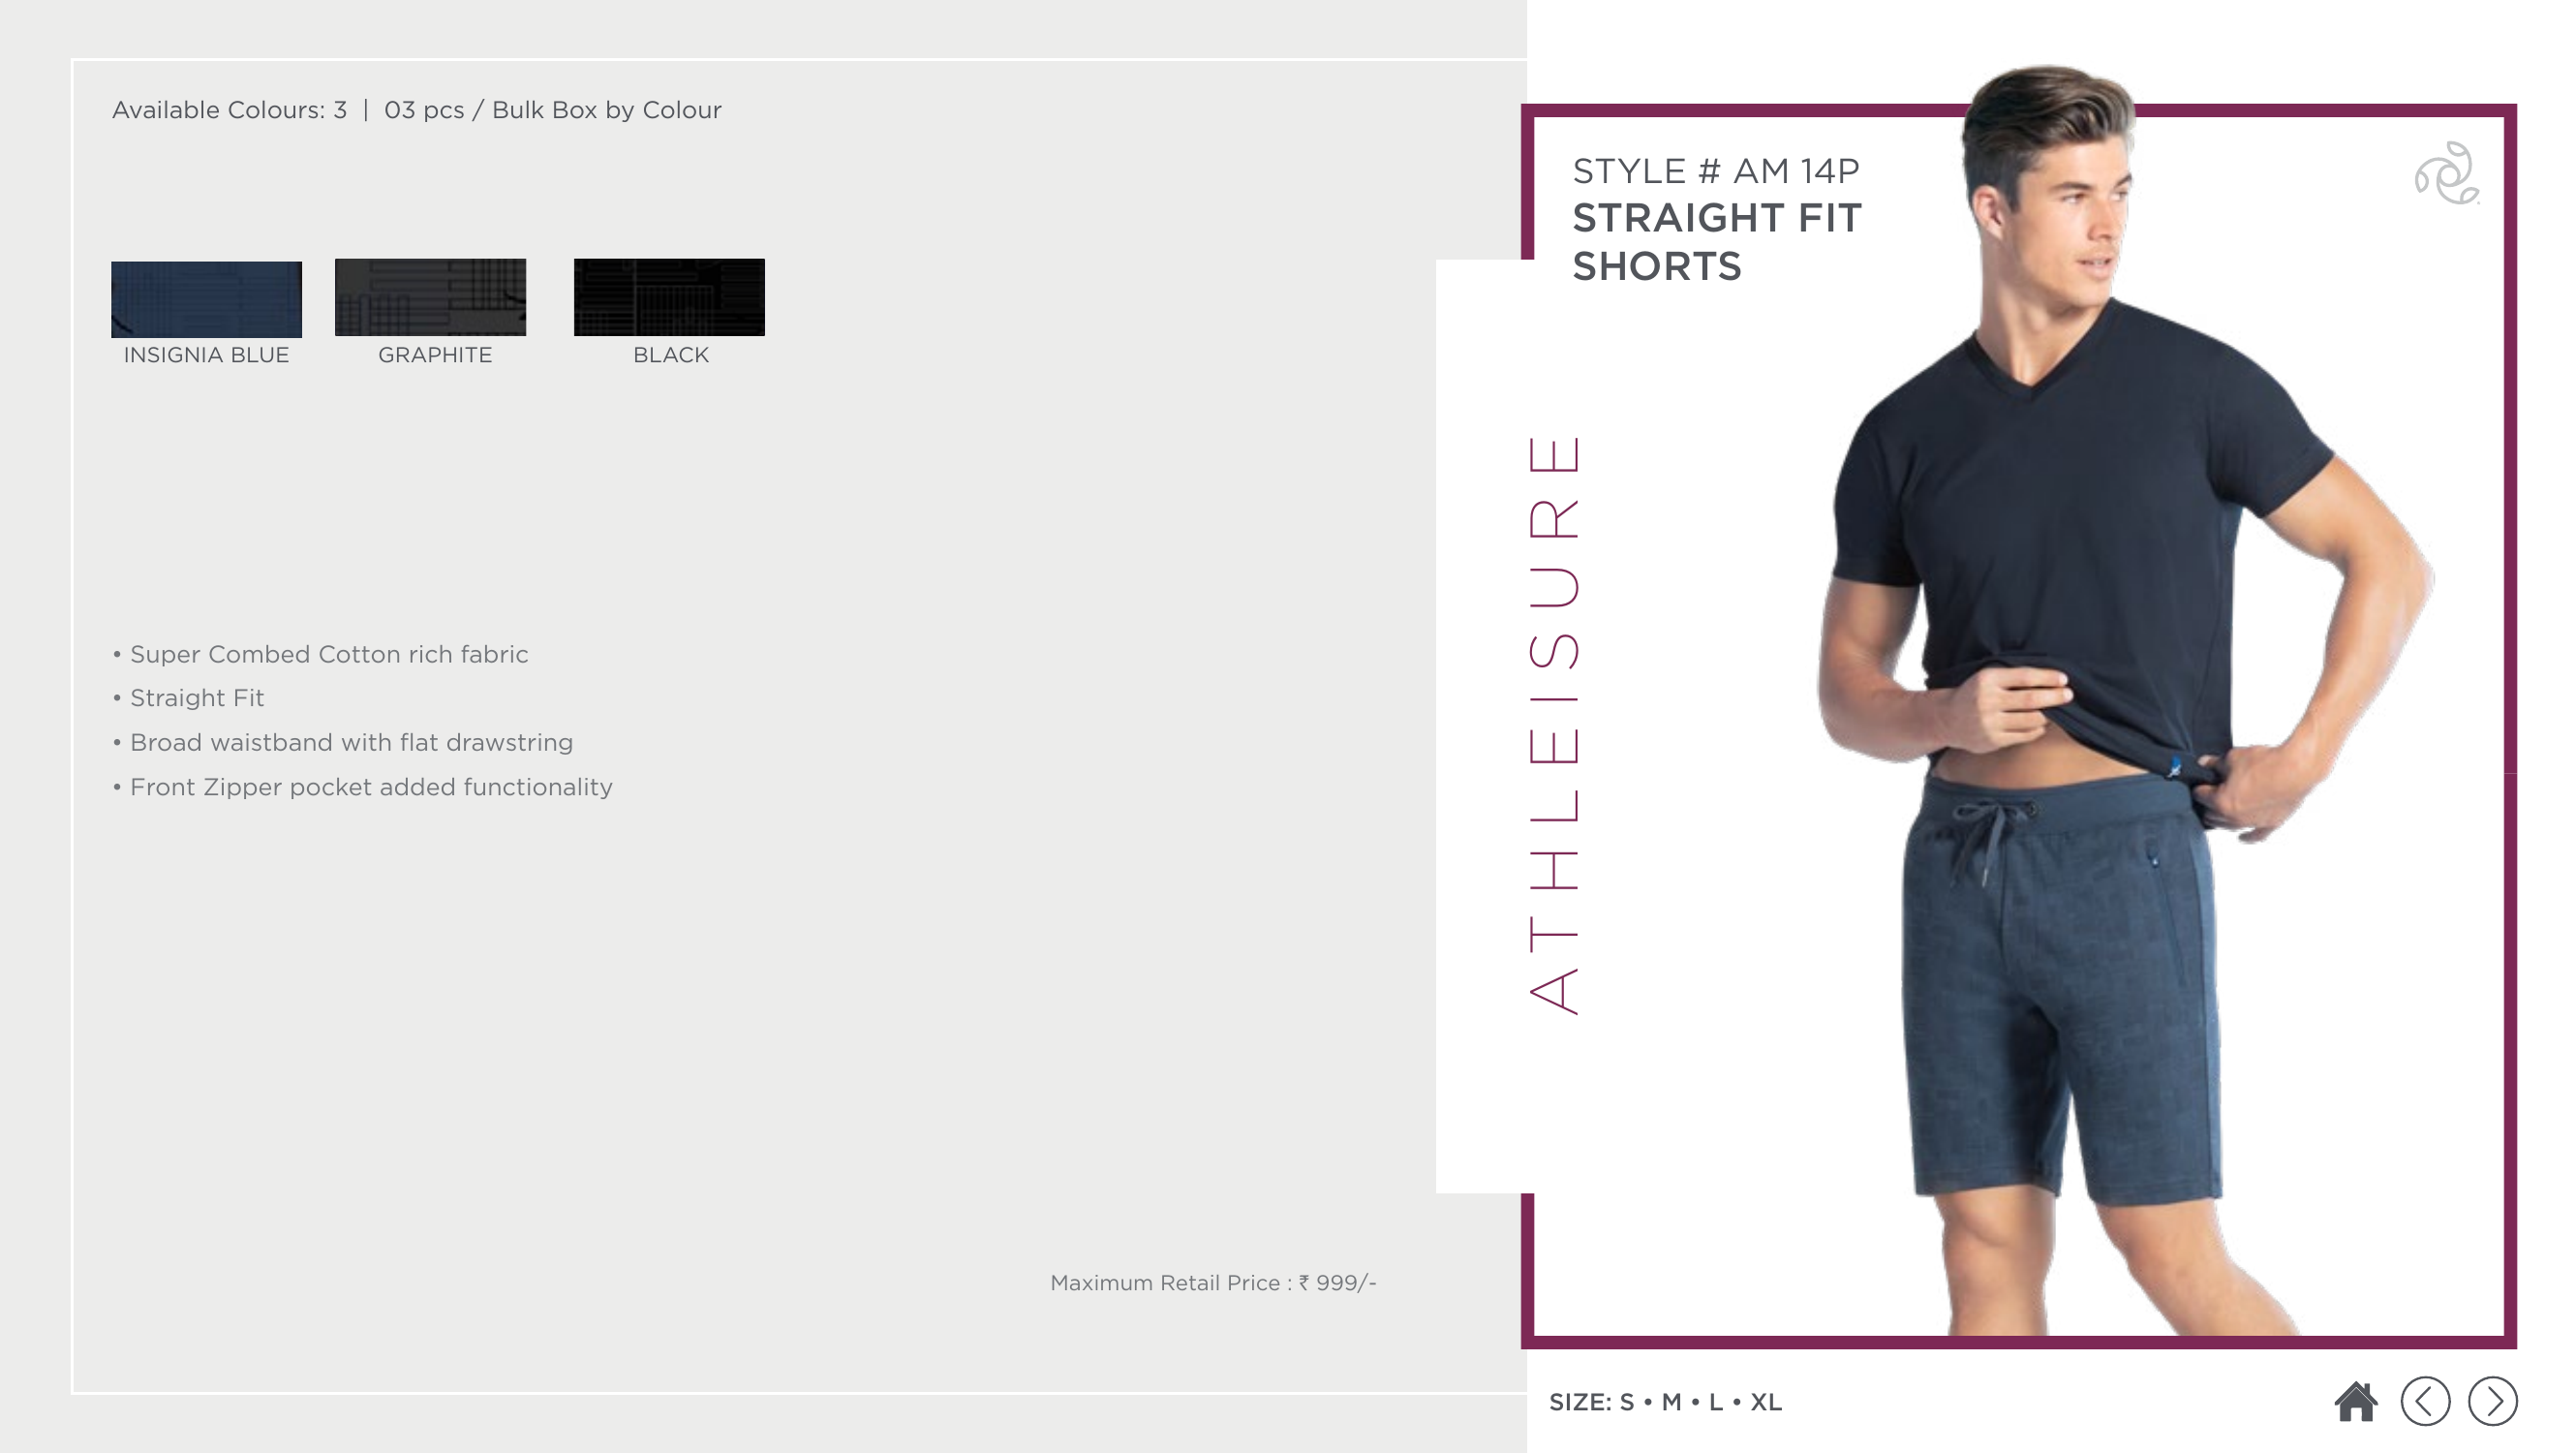 Available Colours: 3 | 03 pcs / Bulk Box by Colour
INSIGNIA BLUE
GRAPHITE
BLACK
• Super Combed Cotton rich fabric
• Straight Fit
• Broad waistband with flat drawstring
• Front Zipper pocket added functionality
Maximum Retail Price : ₹ 999/-
STYLE # AM 14P
STRAIGHT FIT
SHORTS
ATHLEISURE
SIZE: S • M • L • XL